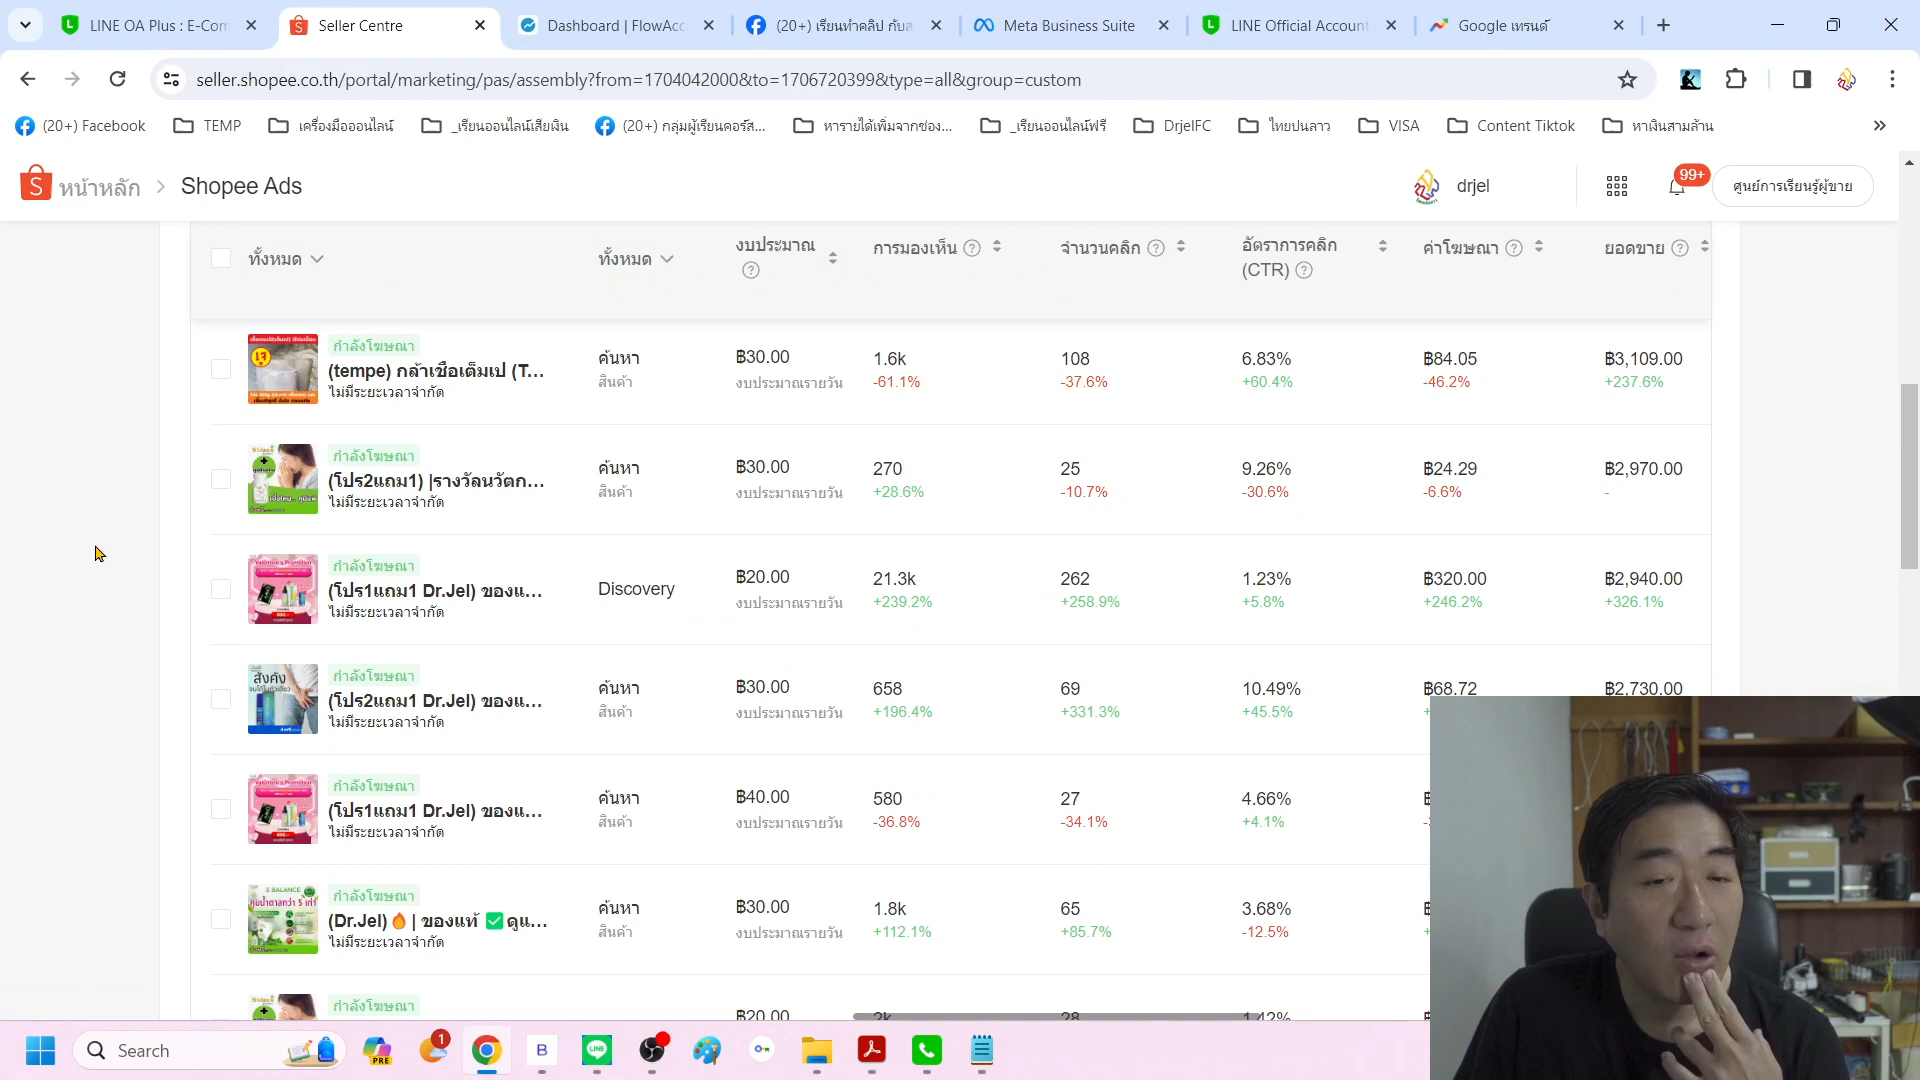 LINE OA Plus : E-Com
Seller Centre
Dashboard | FlowAcc
(20+) เรียนทำคลิป กับส
Meta Business Suite
LINE Official Account
Google เทรนด์
seller.shopee.co.th/portal/marketing/pas/assembly?from=1704042000&to=1706720399&type=all&group=custom
(20+) Facebook
TEMP
เครื่องมือออนไลน์
_เรียนออนไลน์เสียเงิน
(20+) กลุ่มผู้เรียนคอร์ส...
หารายได้เพิ่มจากช่อง...
_เรียนออนไลน์ฟรี
DrjelFC
ไทยปนลาว
VISA
Content Tiktok
หาเงินสามล้าน
หน้าหลัก > Shopee Ads
drjel
99+
ศูนย์การเรียนรู้ผู้ขาย
ทั้งหมด
ทั้งหมด
งบประมาณ
การมองเห็น
จำนวนคลิก
อัตราการคลิก
(CTR)
ค่าโฆษณา
ยอดขาย
กำลังโฆษณา
(tempe) กล้าเชื้อเต็มเป (T...
ไม่มีระยะเวลาจำกัด
ค้นหา
สินค้า
฿30.00
งบประมาณรายวัน
1.6k
-61.1%
108
-37.6%
6.83%
+60.4%
฿84.05
-46.2%
฿3,109.00
+237.6%
กำลังโฆษณา
(โปร2แถม1) |รางวัลนวัตก...
ไม่มีระยะเวลาจำกัด
ค้นหา
สินค้า
฿30.00
งบประมาณรายวัน
270
+28.6%
25
-10.7%
9.26%
-30.6%
฿24.29
-6.6%
฿2,970.00
-
กำลังโฆษณา
(โปร1แถม1 Dr.Jel) ของแ...
ไม่มีระยะเวลาจำกัด
Discovery
฿20.00
งบประมาณรายวัน
21.3k
+239.2%
262
+258.9%
1.23%
+5.8%
฿320.00
+246.2%
฿2,940.00
+326.1%
สังคัง
กำลังโฆษณา
(โปร2แถม1 Dr.Jel) ของแ...
ไม่มีระยะเวลาจำกัด
ค้นหา
สินค้า
฿30.00
งบประมาณรายวัน
658
+196.4%
69
+331.3%
10.49%
+45.5%
฿68.72
฿2,730.00
กำลังโฆษณา
(โปร1แถม1 Dr.Jel) ของแ...
ไม่มีระยะเวลาจำกัด
ค้นหา
สินค้า
฿40.00
งบประมาณรายวัน
580
-36.8%
27
-34.1%
4.66%
+4.1%
5 BALANCE
กำลังโฆษณา
(Dr.Jel)🔥 | ของแท้ ✅ดูแ...
ไม่มีระยะเวลาจำกัด
ค้นหา
สินค้า
฿30.00
งบประมาณรายวัน
1.8k
+112.1%
65
+85.7%
3.68%
-12.5%
กำลังโฆษณา
฿20.00
2k
28
1.42%
Search
PRE
1
B